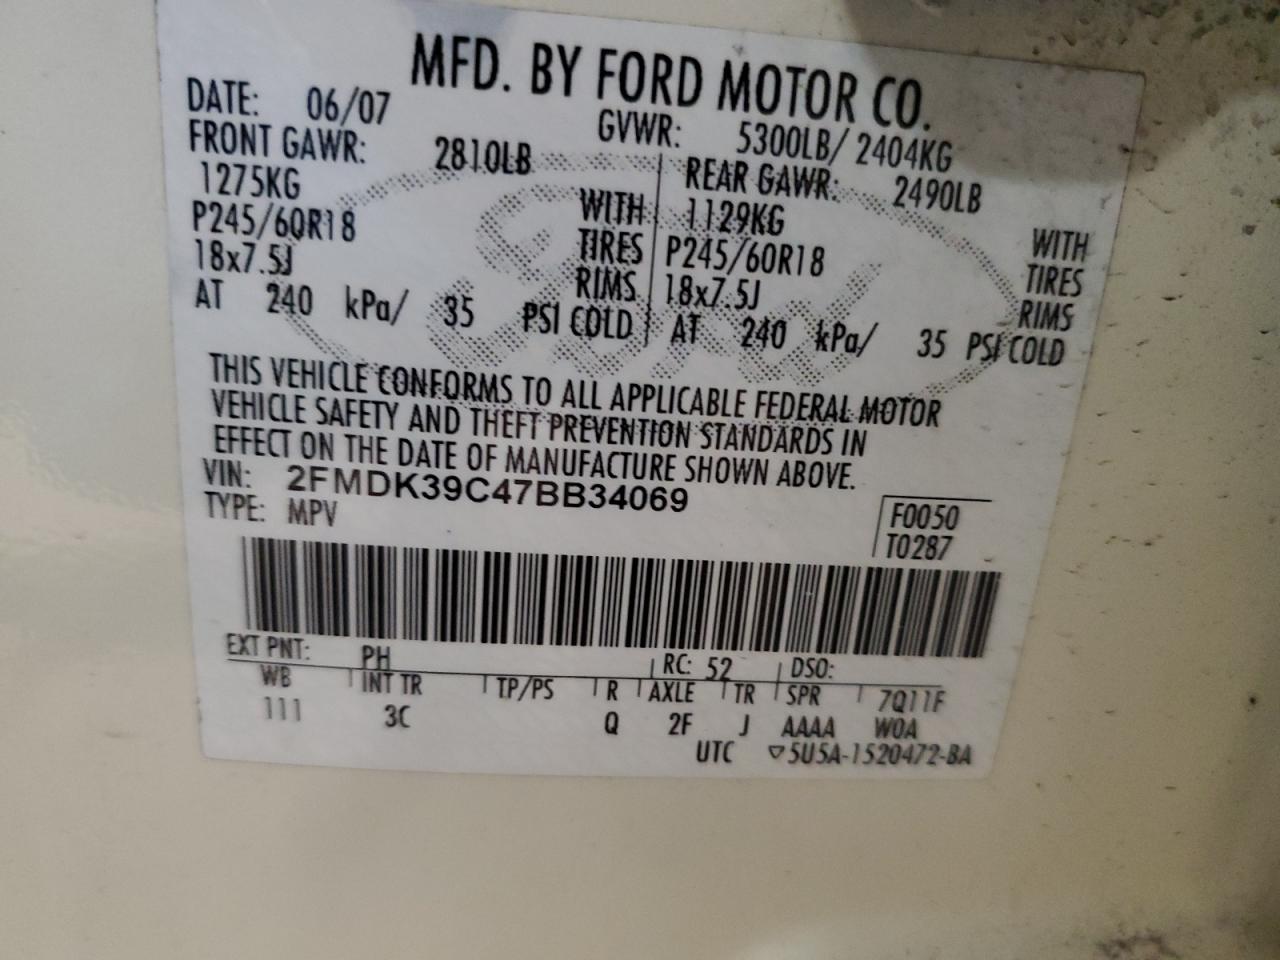 MFD. BY FORD MOTOR CO.
DATE: 06/07 GVWR: 5300LB/ 2404KG
FRONT GAWR: 2810LB REAR GAWR: 2490LB
1275KG WITH 1129KG WITH
P245/60R18 TIRES P245/60R18 TIRES
18x7.5J RIMS 18x7.5J RIMS
AT 240 kPa/ 35 PSI COLD AT 240 kPa/ 35 PSI COLD
THIS VEHICLE CONFORMS TO ALL APPLICABLE FEDERAL MOTOR
VEHICLE SAFETY AND THEFT PREVENTION STANDARDS IN
EFFECT ON THE DATE OF MANUFACTURE SHOWN ABOVE.
VIN: 2FMDK39C47BB34069
TYPE: MPV F0050
T0287
EXT PNT: PH RC: 52 DSO:
WB INT TR TP/PS R AXLE TR SPR 7Q11F
111 3C Q 2F J AAAA W0A
UTC ▽5U5A-1520472-BA
Ford